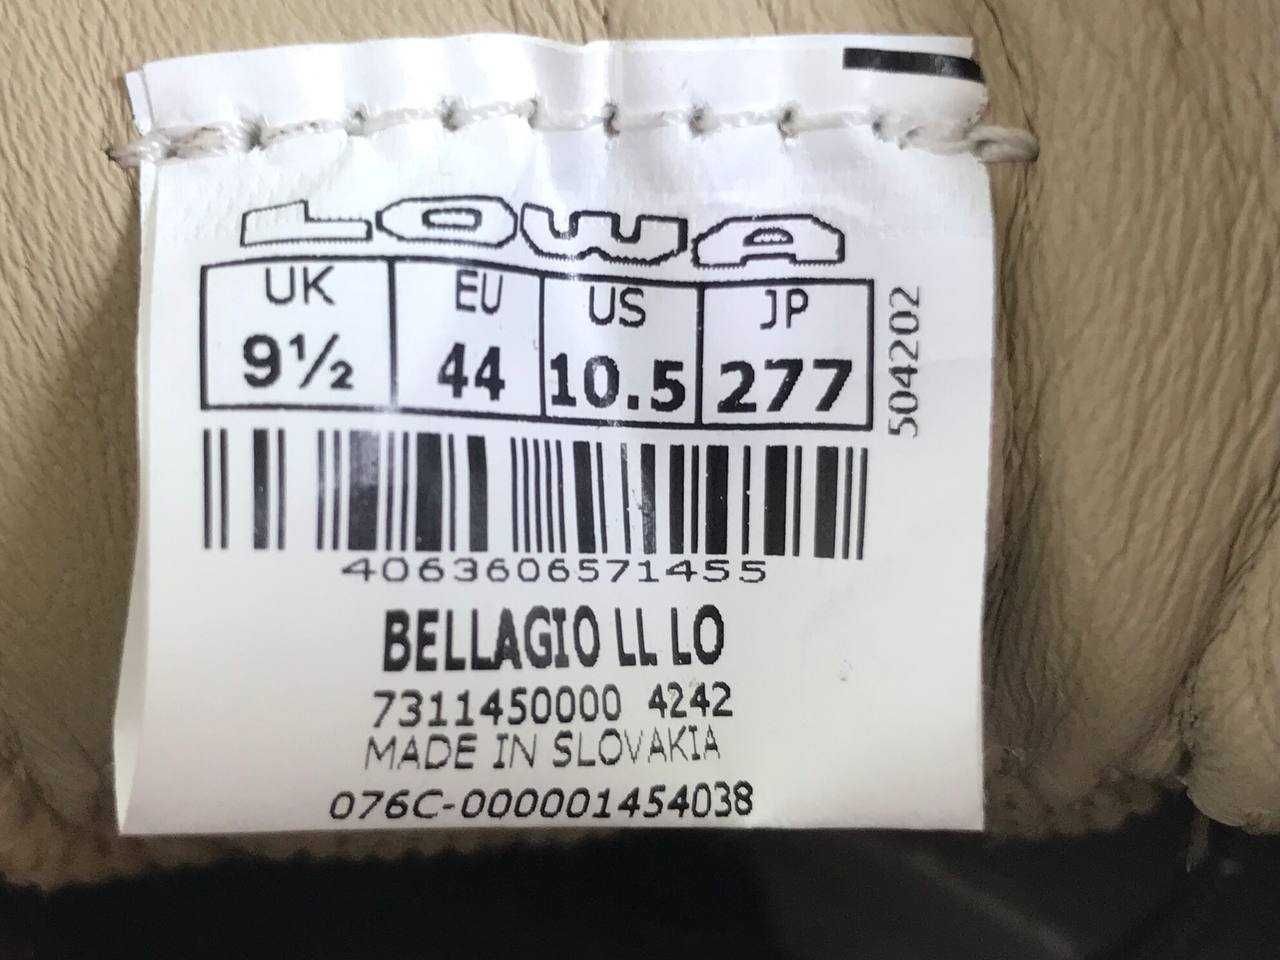 LOWA
UK EU US JP
9½ 44 10.5 277
5042202
4063606571455
BELLAGIO LL LO
7311450000 4242
MADE IN SLOVAKIA
076C-000001454038